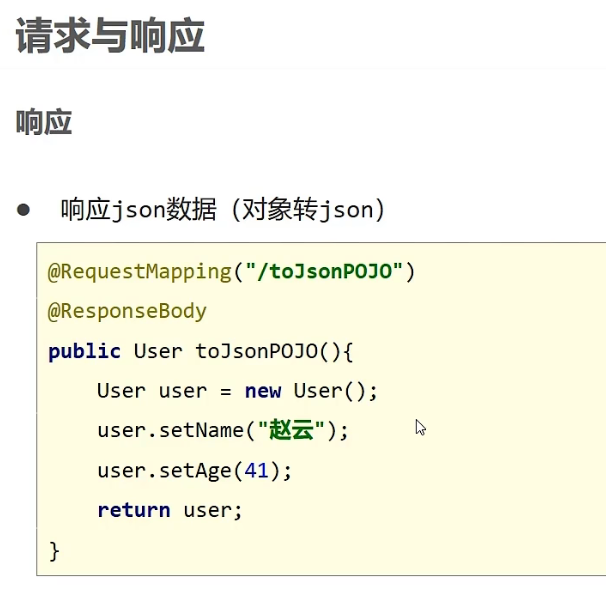 请求与响应
响应
● 响应json数据（对象转json）
@RequestMapping("/toJsonPOJO")
@ResponseBody
public User toJsonPOJO(){
    User user = new User();
    user.setName("赵云");
    user.setAge(41);
    return user;
}